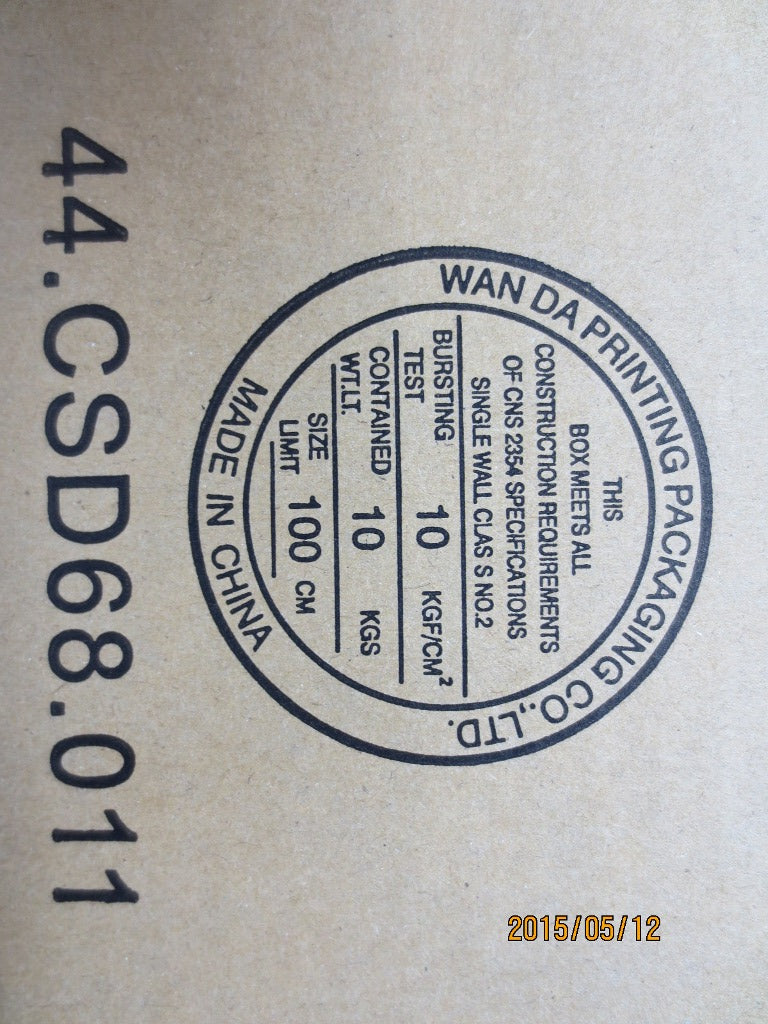 WAN DA PRINTING PACKAGING CO.,LTD.
THIS
BOX MEETS ALL
CONSTRUCTION REQUIREMENTS
OF CNS 2354 SPECIFICATIONS
SINGLE WALL CLAS S NO.2
BURSTING TEST 10 KGF/CM²
CONTAINED WT.LT. 10 KGS
SIZE LIMIT 100 CM
MADE IN CHINA
44.CSD68.011
2015/05/12